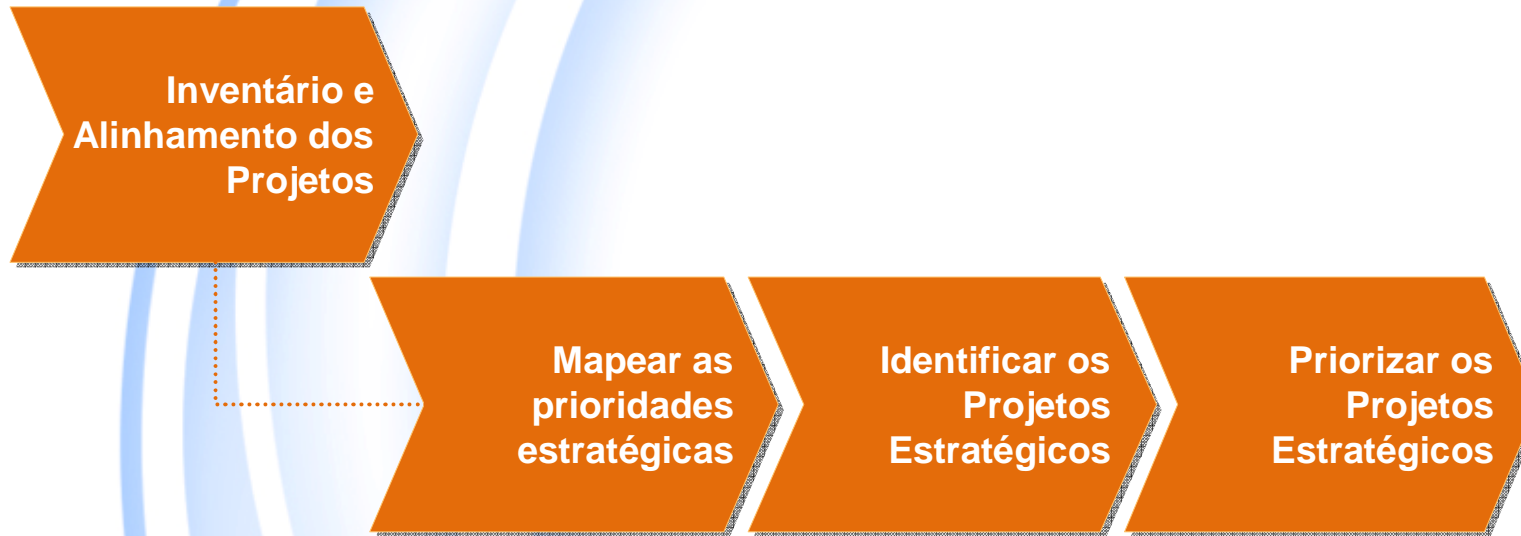 Inventário e
Alinhamento dos
Projetos
Mapear as
prioridades
estratégicas
Identificar os
Projetos
Estratégicos
Priorizar os
Projetos
Estratégicos